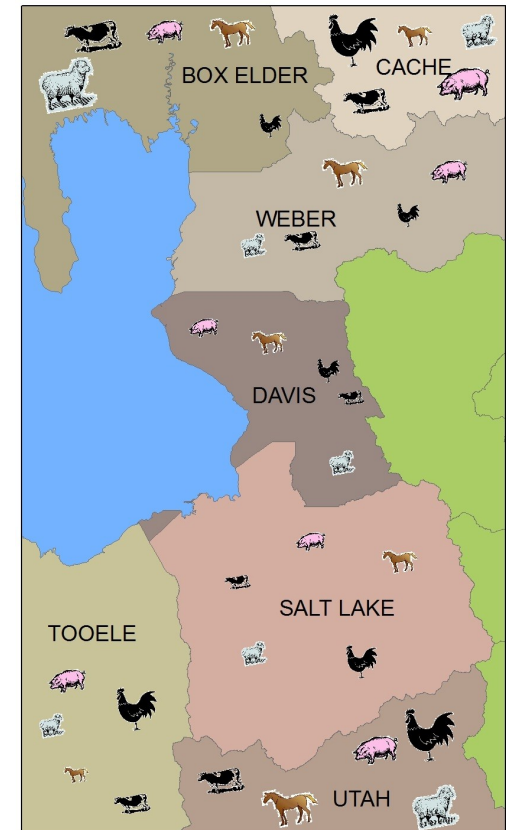 BOX ELDER
CACHE
WEBER
DAVIS
SALT LAKE
TOOELE
UTAH